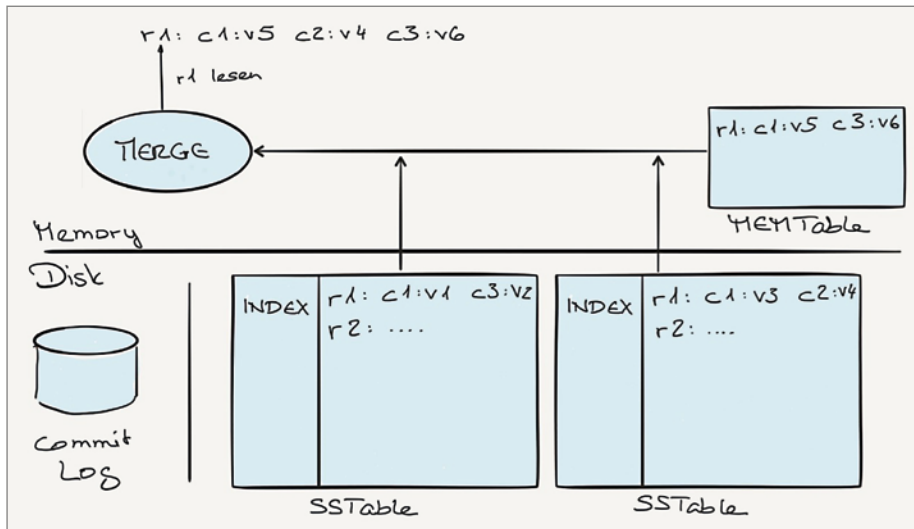 r1: c1:v5 c2:v4 c3:v6
r1 lesen
MERGE
r1: c1:v5 c3:v6
MEMTable
Memory
Disk
INDEX
r1: c1:v1 c3:v2
r2: ....
SSTable
INDEX
r1: c1:v3 c2:v4
r2: ....
SSTable
Commit
Log